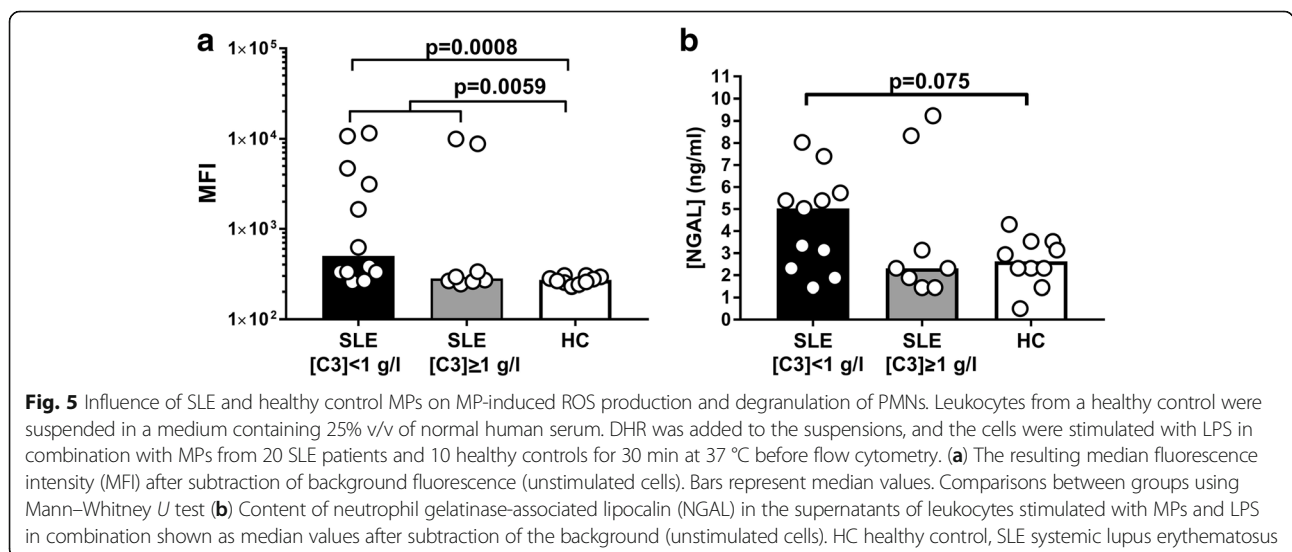 a
1×10⁵
1×10⁴
1×10³
1×10²
MFI
p=0.0008
p=0.0059
SLE SLE HC
[C3]<1 g/l [C3]≥1 g/l
b
11
10
9
8
7
6
5
4
3
2
1
0
[NGAL] (ng/ml)
p=0.075
SLE SLE HC
[C3]<1 g/l [C3]≥1 g/l
Fig. 5 Influence of SLE and healthy control MPs on MP-induced ROS production and degranulation of PMNs. Leukocytes from a healthy control were
suspended in a medium containing 25% v/v of normal human serum. DHR was added to the suspensions, and the cells were stimulated with LPS in
combination with MPs from 20 SLE patients and 10 healthy controls for 30 min at 37 °C before flow cytometry. (a) The resulting median fluorescence
intensity (MFI) after subtraction of background fluorescence (unstimulated cells). Bars represent median values. Comparisons between groups using
Mann–Whitney U test (b) Content of neutrophil gelatinase-associated lipocalin (NGAL) in the supernatants of leukocytes stimulated with MPs and LPS
in combination shown as median values after subtraction of the background (unstimulated cells). HC healthy control, SLE systemic lupus erythematosus